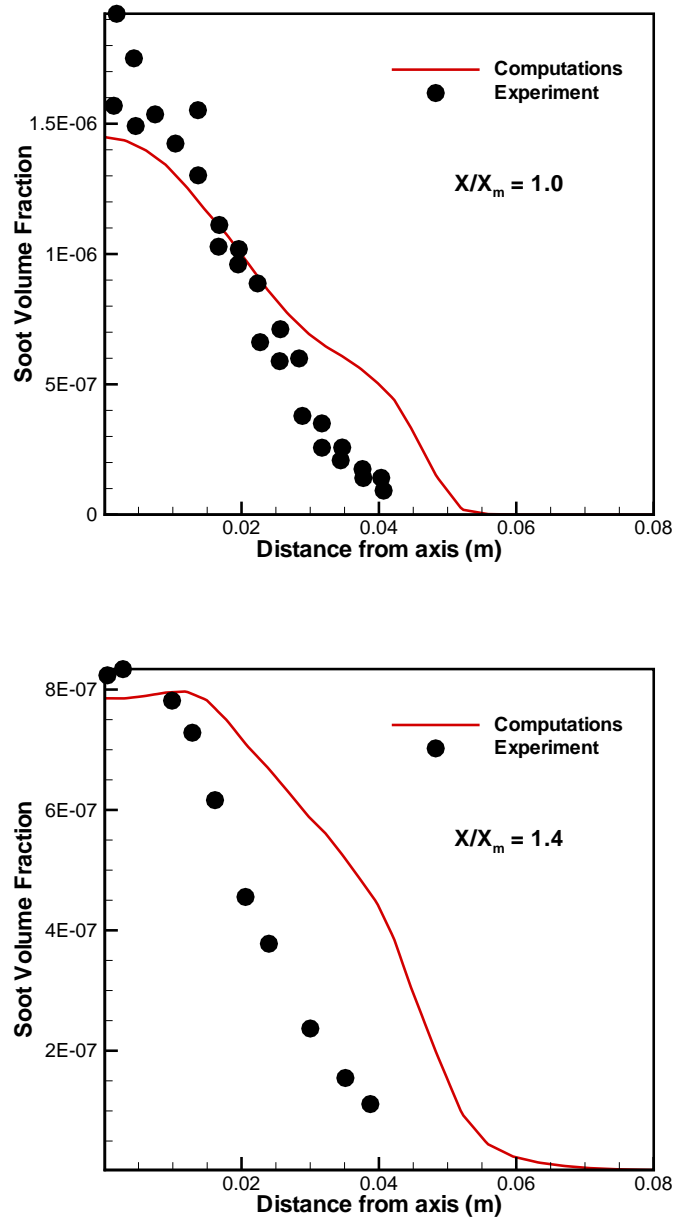 Computations
Experiment
X/Xm = 1.0
1.5E-06
1E-06
5E-07
0
0.02 0.04 0.06 0.08
Soot Volume Fraction
Distance from axis (m)
Computations
Experiment
X/Xm = 1.4
8E-07
6E-07
4E-07
2E-07
0.02 0.04 0.06 0.08
Soot Volume Fraction
Distance from axis (m)